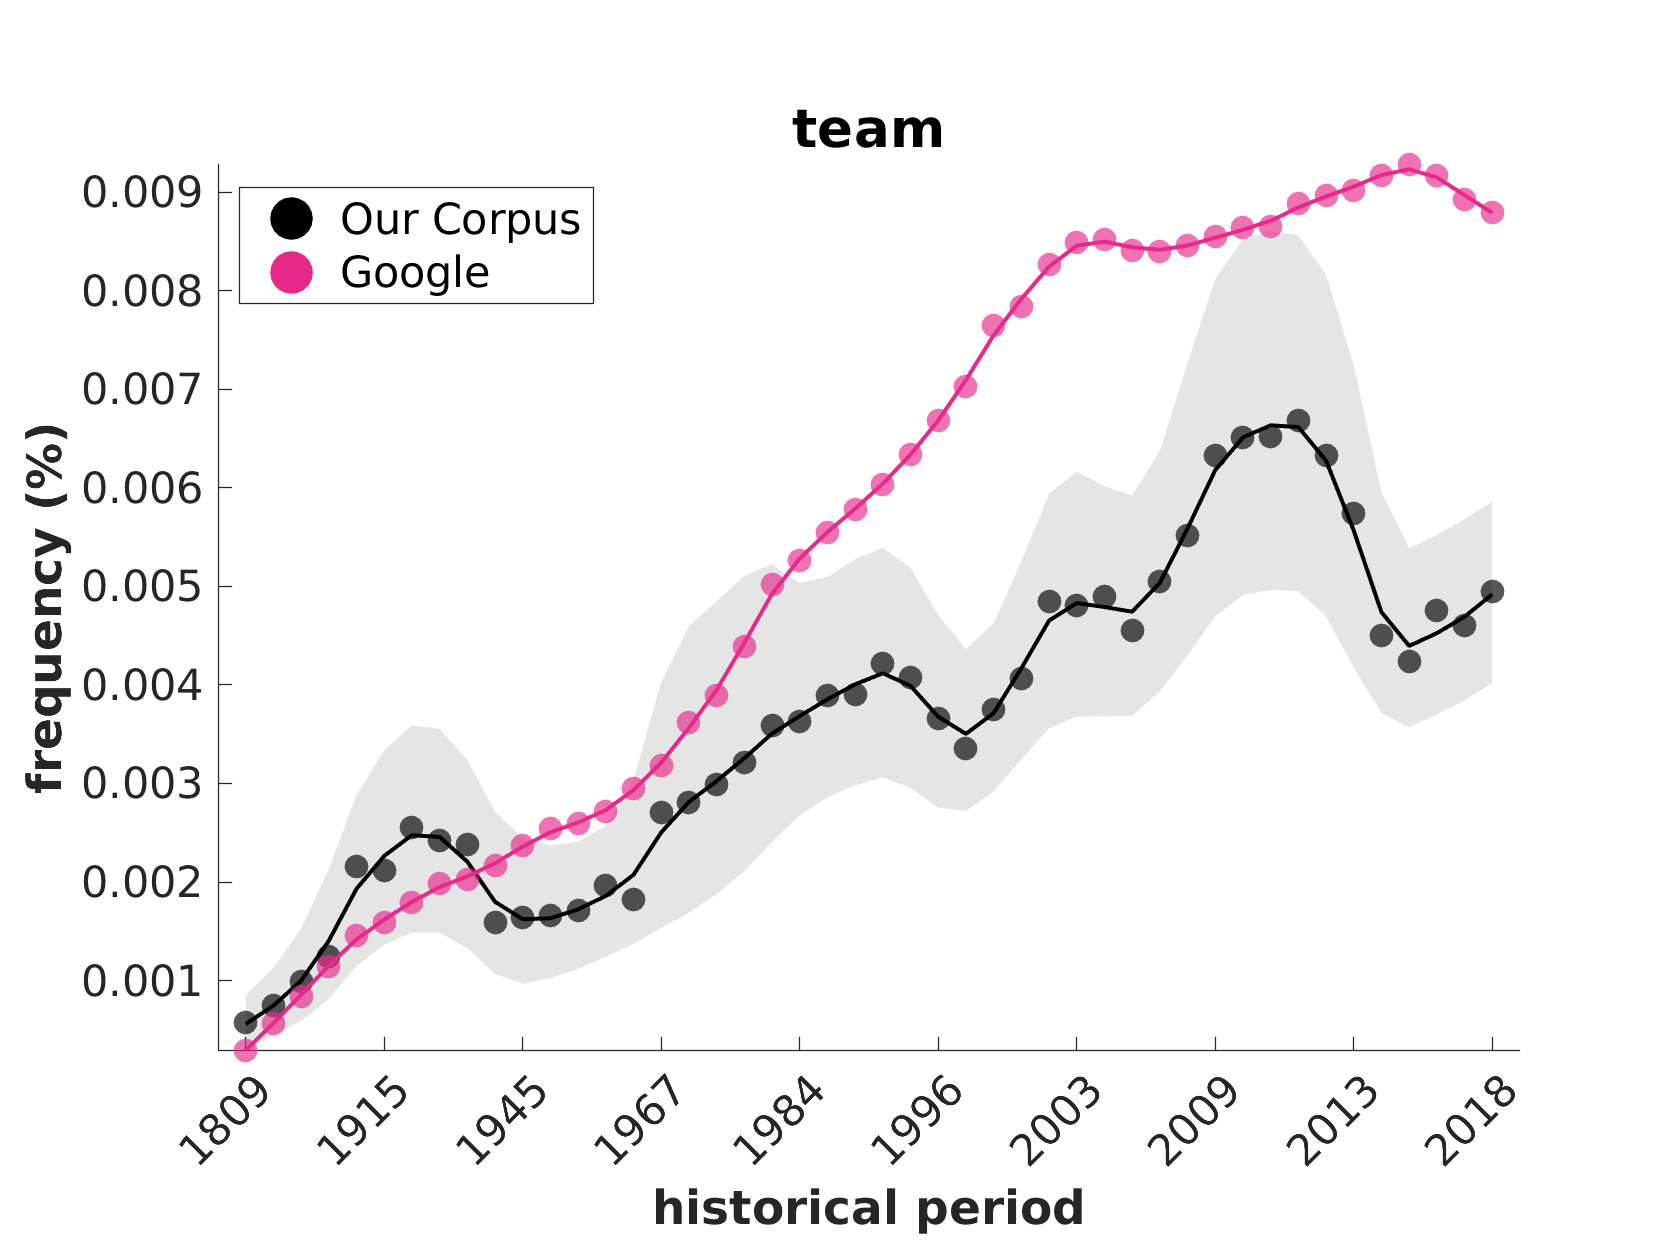 team
Our Corpus
Google
frequency (%)
0.009
0.008
0.007
0.006
0.005
0.004
0.003
0.002
0.001
1809 1915 1945 1967 1984 1996 2003 2009 2013 2018
historical period